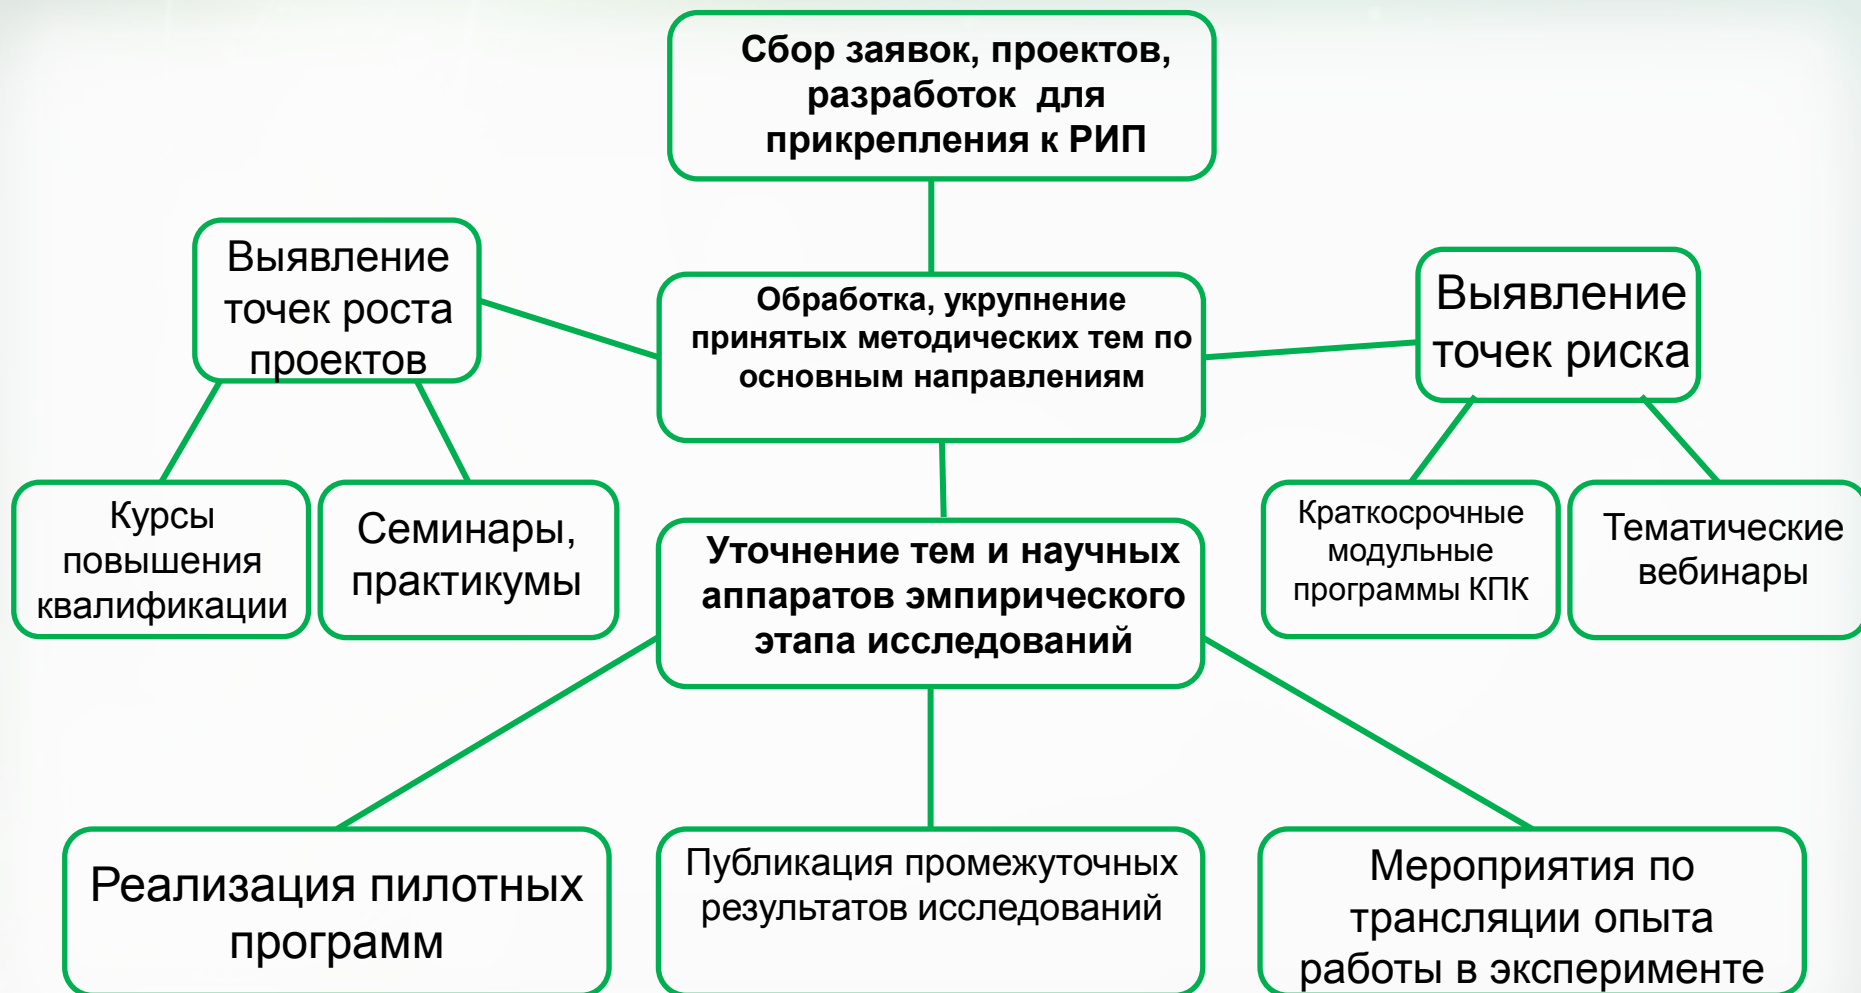 Сбор заявок, проектов,
разработок для
прикрепления к РИП
Выявление
точек роста
проектов
Обработка, укрупнение
принятых методических тем по
основным направлениям
Выявление
точек риска
Курсы
повышения
квалификации
Семинары,
практикумы
Уточнение тем и научных
аппаратов эмпирического
этапа исследований
Краткосрочные
модульные
программы КПК
Тематические
вебинары
Реализация пилотных
программ
Публикация промежуточных
результатов исследований
Мероприятия по
трансляции опыта
работы в эксперименте